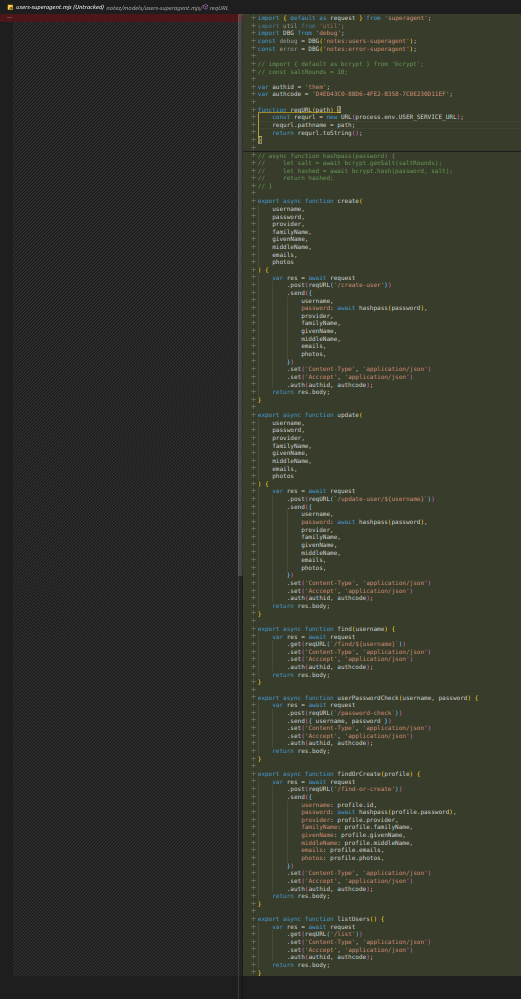 users-superagent.mjs (Untracked) notes/models/users-superagent.mjs/ reqURL
import { default as request } from 'superagent';
import util from 'util';
import DBG from 'debug';
const debug = DBG('notes:users-superagent');
const error = DBG('notes:error-superagent');
// import { default as bcrypt } from 'bcrypt';
// const saltRounds = 10;
var authid = 'them';
var authcode = 'D4ED43C0-8BD6-4FE2-B358-7C0E230D11EF';
function reqURL(path) {
const requrl = new URL(process.env.USER_SERVICE_URL);
requrl.pathname = path;
return requrl.toString();
}
// async function hashpass(password) {
// let salt = await bcrypt.genSalt(saltRounds);
// let hashed = await bcrypt.hash(password, salt);
// return hashed;
// }
export async function create(
username,
password,
provider,
familyName,
givenName,
middleName,
emails,
photos
) {
var res = await request
.post(reqURL('/create-user'))
.send({
username,
password: await hashpass(password),
provider,
familyName,
givenName,
middleName,
emails,
photos,
})
.set('Content-Type', 'application/json')
.set('Acccept', 'application/json')
.auth(authid, authcode);
return res.body;
}
export async function update(
username,
password,
provider,
familyName,
givenName,
middleName,
emails,
photos
) {
var res = await request
.post(reqURL(`/update-user/${username}`))
.send({
username,
password: await hashpass(password),
provider,
familyName,
givenName,
middleName,
emails,
photos,
})
.set('Content-Type', 'application/json')
.set('Acccept', 'application/json')
.auth(authid, authcode);
return res.body;
}
export async function find(username) {
var res = await request
.get(reqURL(`/find/${username}`))
.set('Content-Type', 'application/json')
.set('Acccept', 'application/json')
.auth(authid, authcode);
return res.body;
}
export async function userPasswordCheck(username, password) {
var res = await request
.post(reqURL(`/password-check`))
.send({ username, password })
.set('Content-Type', 'application/json')
.set('Acccept', 'application/json')
.auth(authid, authcode);
return res.body;
}
export async function findOrCreate(profile) {
var res = await request
.post(reqURL('/find-or-create'))
.send({
username: profile.id,
password: await hashpass(profile.password),
provider: profile.provider,
familyName: profile.familyName,
givenName: profile.givenName,
middleName: profile.middleName,
emails: profile.emails,
photos: profile.photos,
})
.set('Content-Type', 'application/json')
.set('Acccept', 'application/json')
.auth(authid, authcode);
return res.body;
}
export async function listUsers() {
var res = await request
.get(reqURL('/list'))
.set('Content-Type', 'application/json')
.set('Acccept', 'application/json')
.auth(authid, authcode);
return res.body;
}